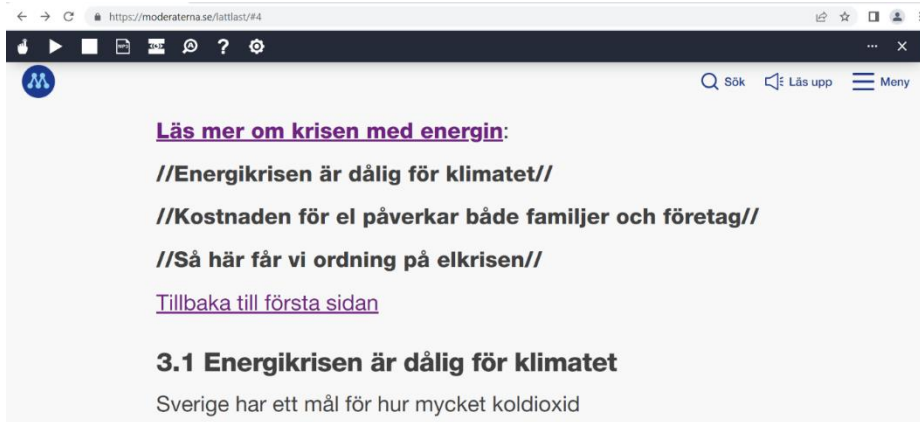 https://moderaterna.se/lattlast/#4
Sök Läs upp Meny
Läs mer om krisen med energin:
//Energikrisen är dålig för klimatet//
//Kostnaden för el påverkar både familjer och företag//
//Så här får vi ordning på elkrisen//
Tillbaka till första sidan
3.1 Energikrisen är dålig för klimatet
Sverige har ett mål för hur mycket koldioxid